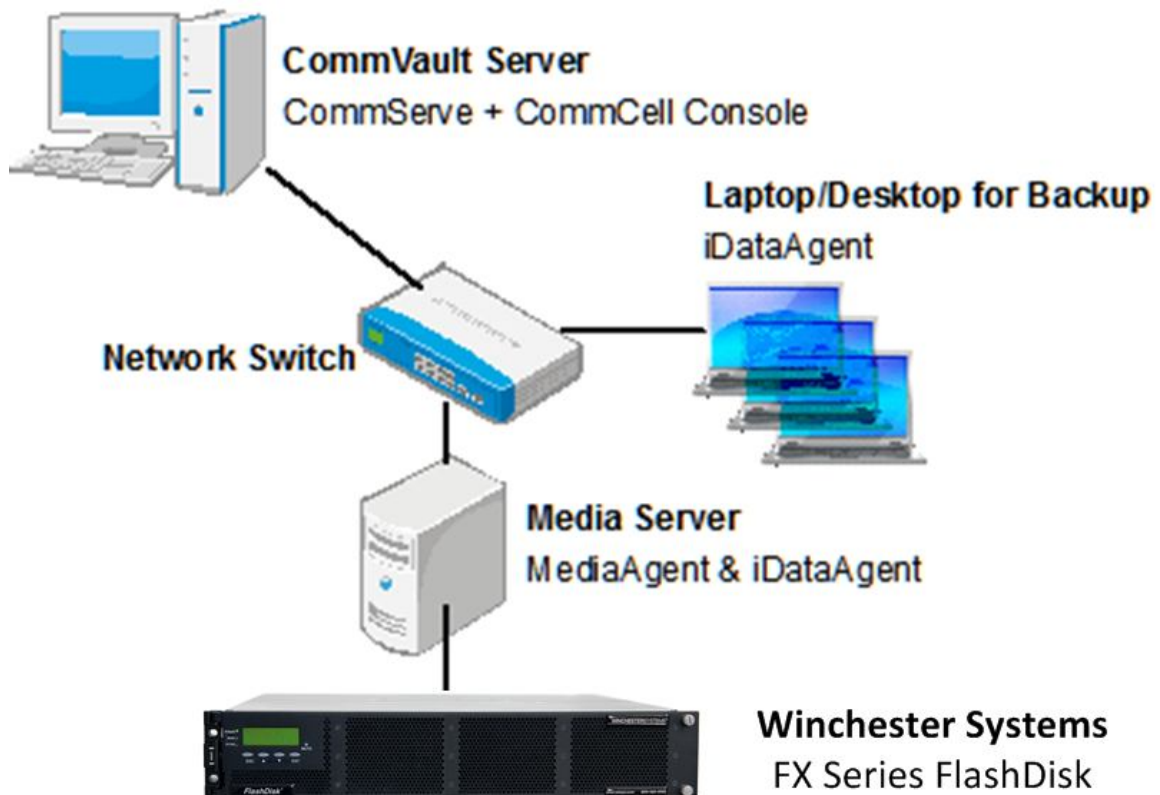 CommVault Server
CommServe + CommCell Console
Laptop/Desktop for Backup
iDataAgent
Network Switch
Media Server
MediaAgent & iDataAgent
Winchester Systems
FX Series FlashDisk
FlashDisk